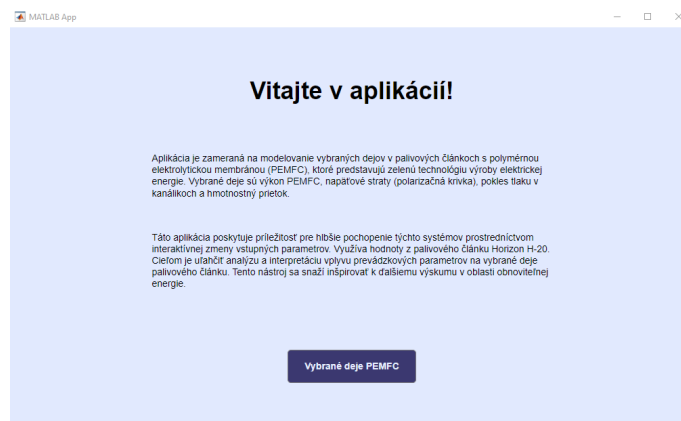 MATLAB App
Vitajte v aplikácií!
Aplikácia je zameraná na modelovanie vybraných dejov v palivových článkoch s polymérnou
elektrolytickou membránou (PEMFC), ktoré predstavujú zelenú technológiu výroby elektrickej
energie. Vybrané deje sú výkon PEMFC, napäťové straty (polarizačná krivka), pokles tlaku v
kanálikoch a hmotnostný prietok.
Táto aplikácia poskytuje príležitosť pre hlbšie pochopenie týchto systémov prostredníctvom
interaktívnej zmeny vstupných parametrov. Využíva hodnoty z palivového článku Horizon H-20.
Cieľom je uľahčiť analýzu a interpretáciu vplyvu prevádzkových parametrov na vybrané deje
palivového článku. Tento nástroj sa snaží inšpirovať k ďalšiemu výskumu v oblasti obnoviteľnej
energie.
Vybrané deje PEMFC